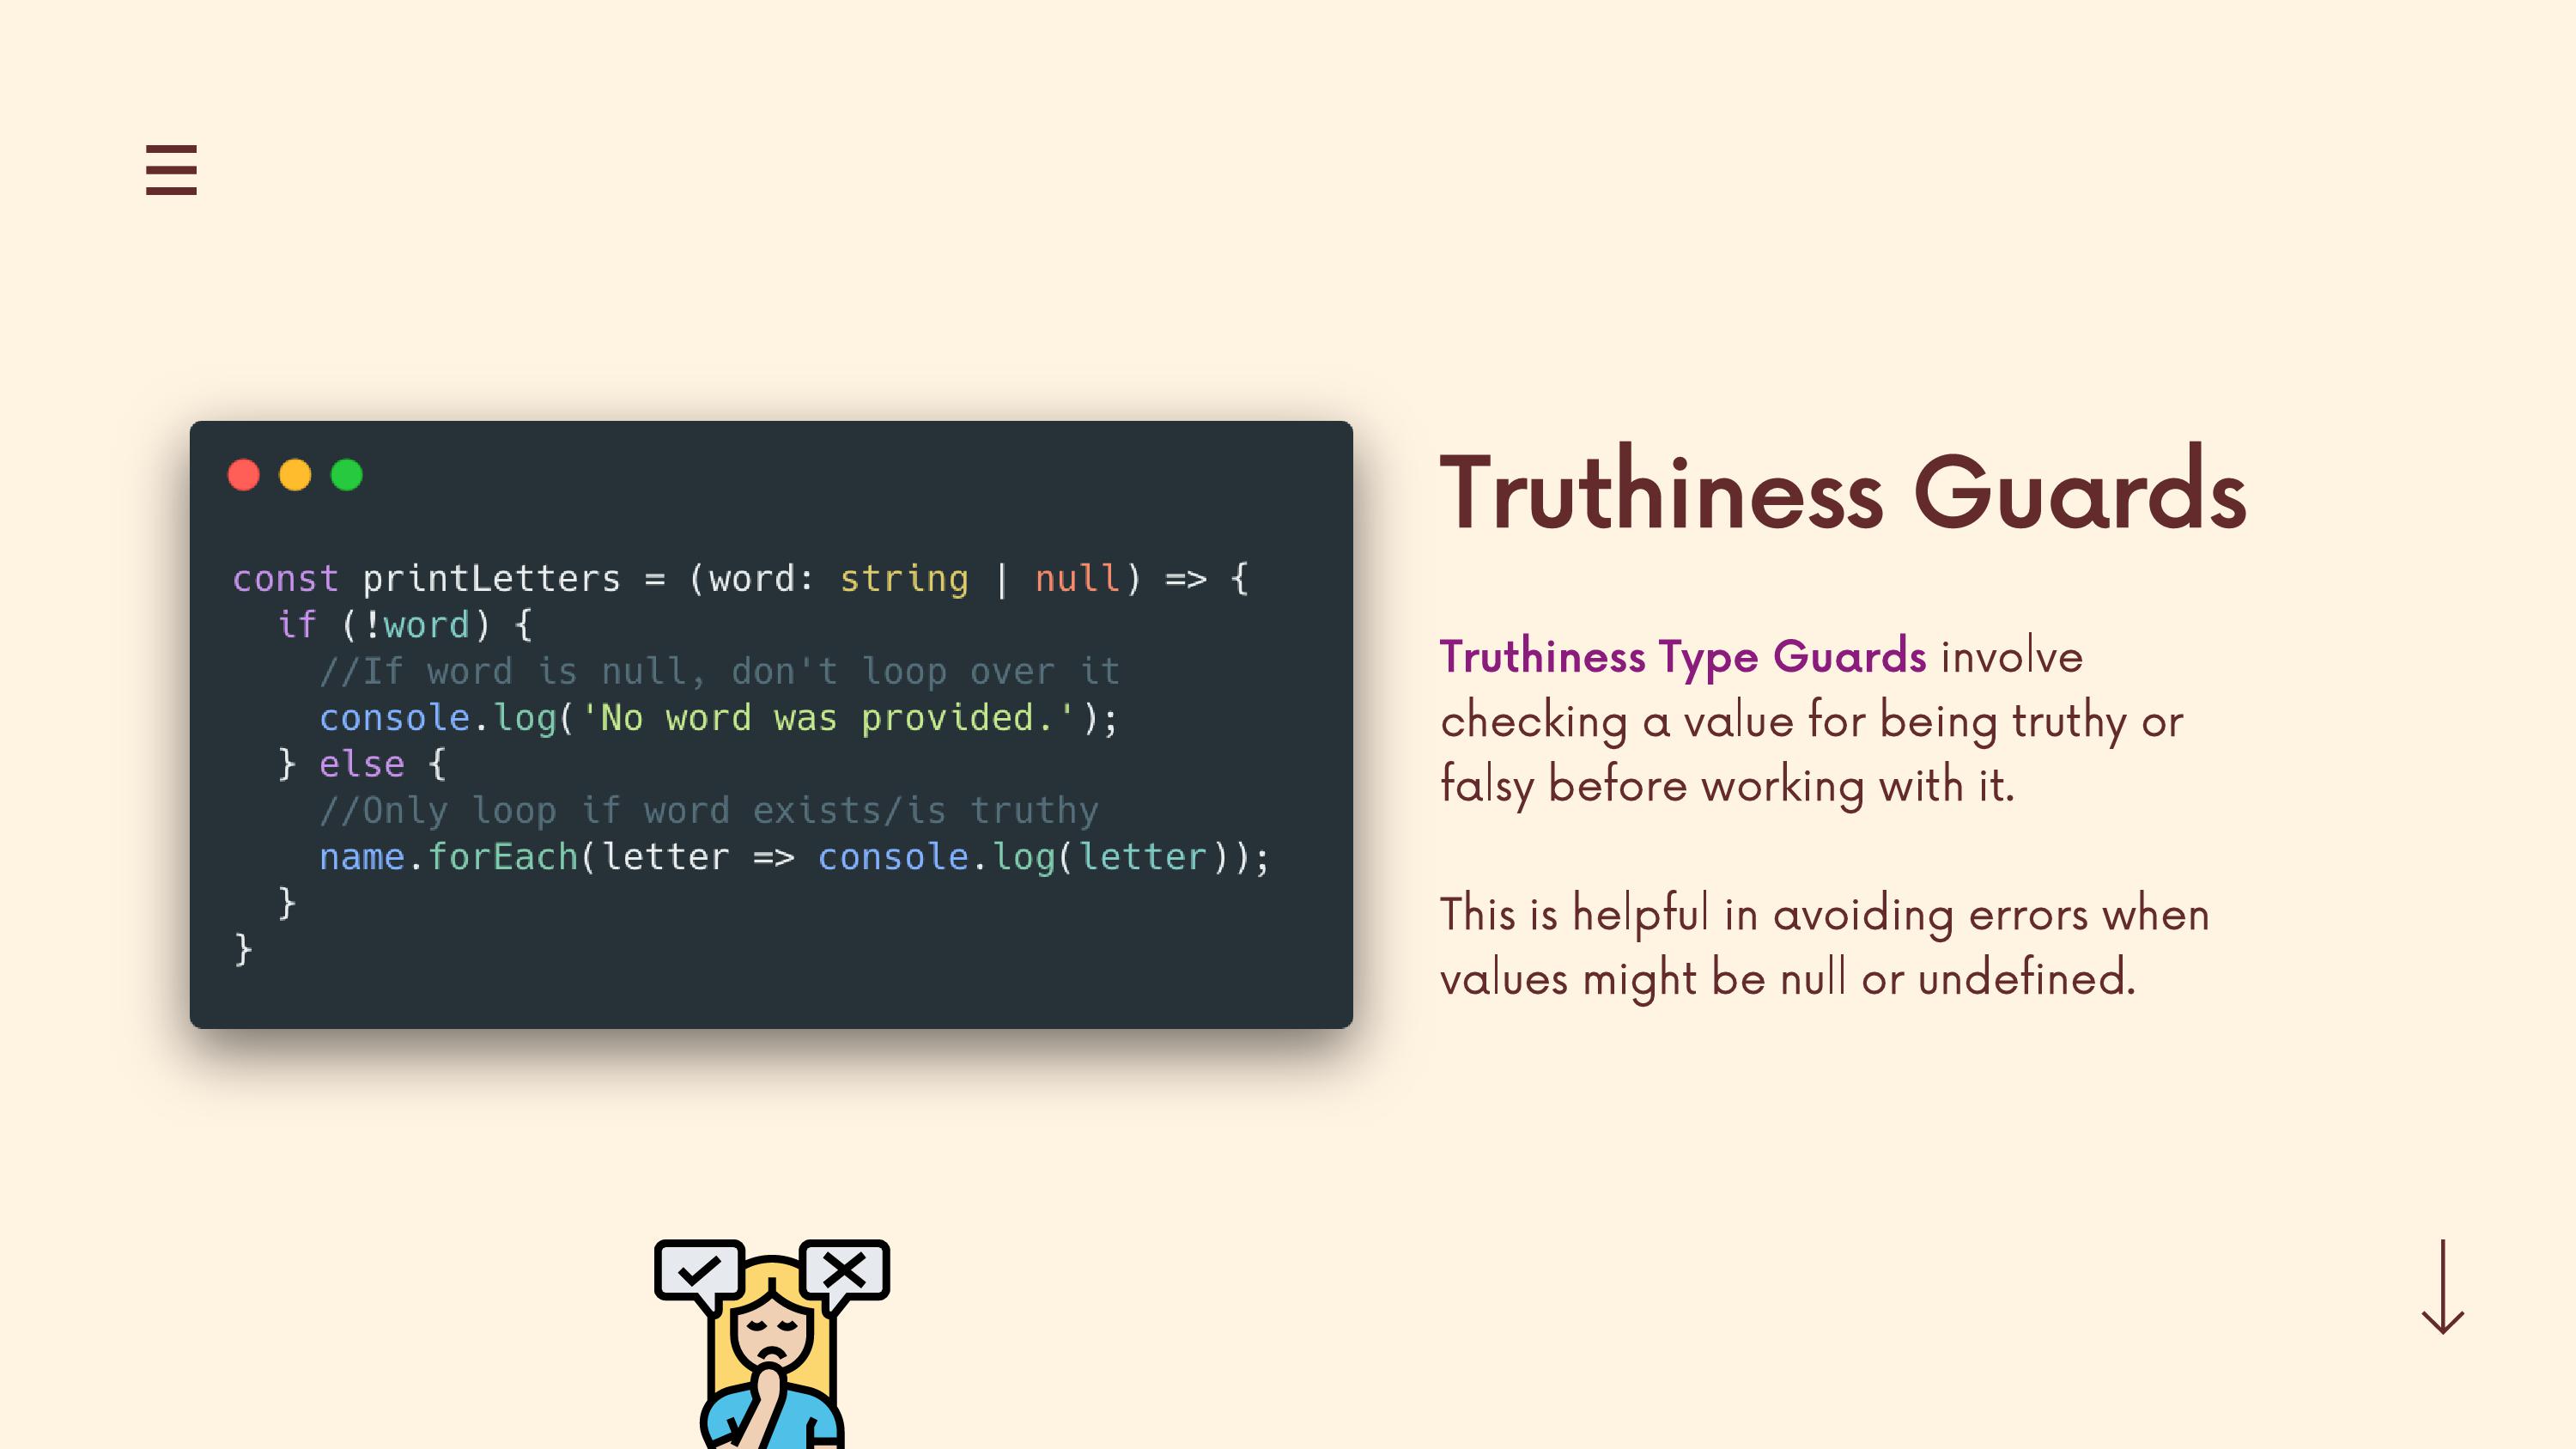 const printLetters = (word: string | null) => {
  if (!word) {
    //If word is null, don't loop over it
    console.log('No word was provided.');
  } else {
    //Only loop if word exists/is truthy
    name.forEach(letter => console.log(letter));
  }
}
Truthiness Guards
Truthiness Type Guards involve
checking a value for being truthy or
falsy before working with it.
This is helpful in avoiding errors when
values might be null or undefined.